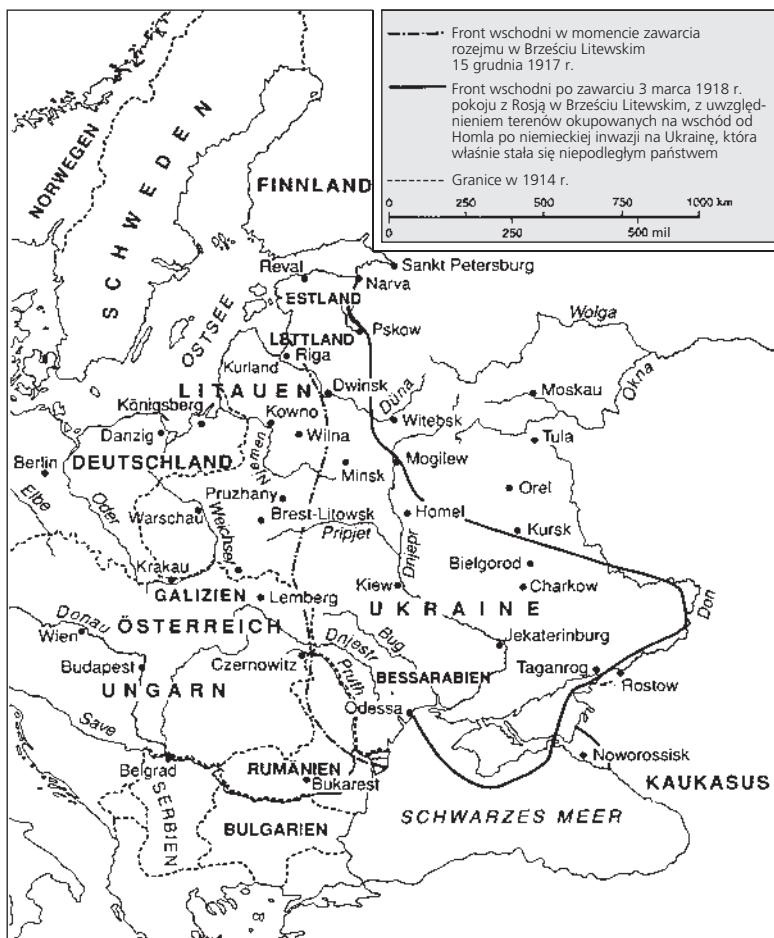 Front wschodni w momencie zawarcia
rozejmu w Brześciu Litewskim
15 grudnia 1917 r.
Front wschodni po zawarciu 3 marca 1918 r.
pokoju z Rosją w Brześciu Litewskim, z uwzględ-
nieniem terenów okupowanych na wschód od
Homla po niemieckiej inwazji na Ukrainę, która
właśnie stała się niepodległym państwem
Granice w 1914 r.
0 250 500 750 1000 km
0 250 500 mil
NORWEGEN
SCHWEDEN
FINNLAND
Sankt Petersburg
Reval
Narva
ESTLAND
OSTSEE
Pskow
LETTLAND
Riga
Kurland
Wolga
LITAUEN
Dwinsk
Düna
Moskau
Okna
Königsberg
Kowno
Witebsk
Danzig
Wilna
Tula
Berlin
DEUTSCHLAND
Niemen
Minsk
Mogilew
Elbe
Oder
Pruzhany
Orel
Warschau
Weichsel
Brest-Litowsk
Homel
Pripjet
Dnjepr
Kursk
Krakau
Bielgorod
Kiew
Charkow
GALIZIEN
Lemberg
UKRAINE
Don
Donau
ÖSTERREICH
Wien
Dnjestr
Bug
Jekaterinburg
Budapest
Czernowitz
Pruth
BESSARABIEN
Taganrog
UNGARN
Rostow
Odessa
Save
Noworossisk
Belgrad
RUMÄNIEN
KAUKASUS
Bukarest
SERBIEN
SCHWARZES MEER
BULGARIEN